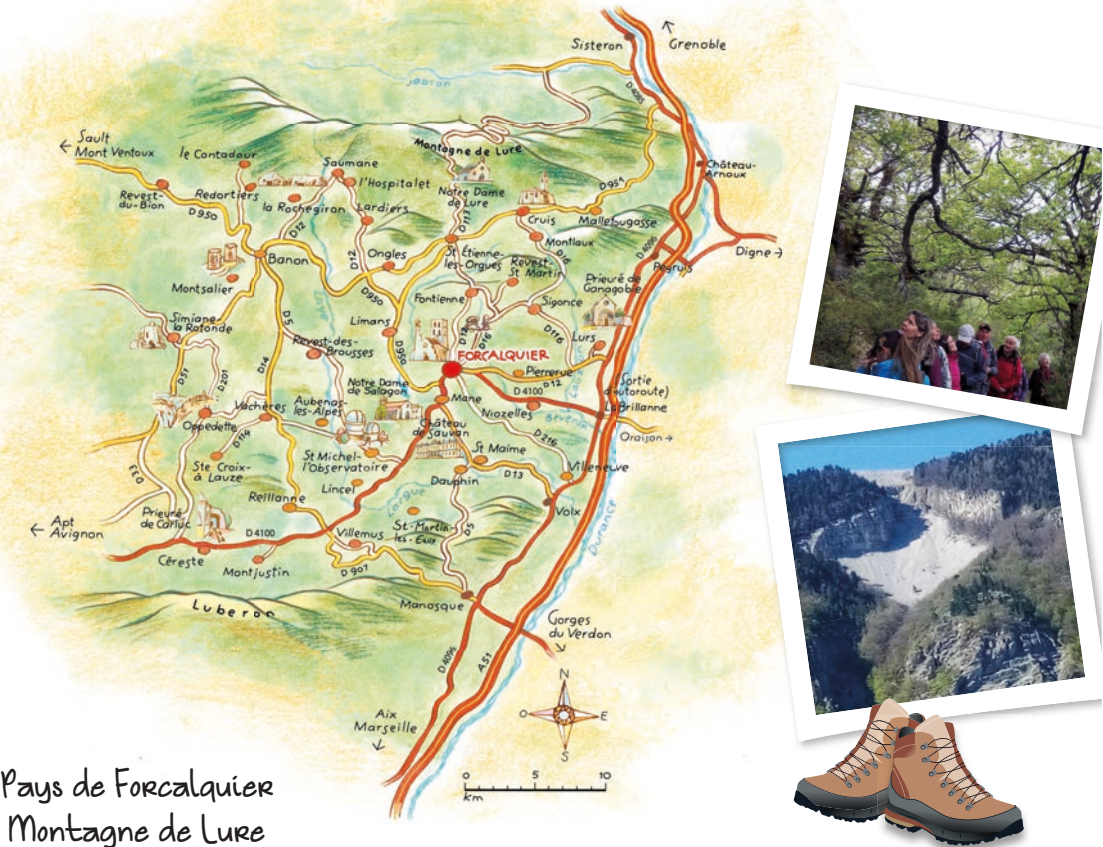 Sisteron
Grenoble
Jabron
D4085
Sault
Mont Ventoux
le Contadour
Saumane
Montagne de Lure
Château-
Arnoux
Revest-
du-Bion
Redortiers
l'Hospitalet
Notre Dame
de Lure
D951
D950
la Rochegiron
Lardiers
Cruis
Mallefougasse
D12
D113
Montlaux
D4096
Digne
Banon
D12
Ongles
St Étienne-
les-Orgues
Revest
St Martin
D16
Peyruis
Montsalier
D950
Fontienne
Prieuré de
Ganagobie
Sigonce
Simiane
la Rotonde
D5
Limans
D12
D16
D116
Lurs
Revest-des-
Brousses
D950
FORCALQUIER
D51
D201
D14
Pierrerue
D12
(Sortie
d'autoroute)
Notre Dame
de Salagon
D4100
La Brillanne
Vachères
Aubenas-
les-Alpes
Mane
Niozelles
Oppedette
Château
de Sauvan
D216
Oraison
D14
St Maime
Ste Croix-
à Lauze
St Michel-
l'Observatoire
D13
Villeneuve
Dauphin
Lincel
Reillanne
Largue
Volx
Apt
Avignon
Prieuré
de Carluc
St-Martin-
les-Eaux
D5
Durance
D4100
Villemus
Céreste
Montjustin
D901
Luberon
Manosque
Gorges
du Verdon
D4096
A51
N
O
E
S
Aix
Marseille
0 5 10
km
Pays de Forcalquier
Montagne de Lure